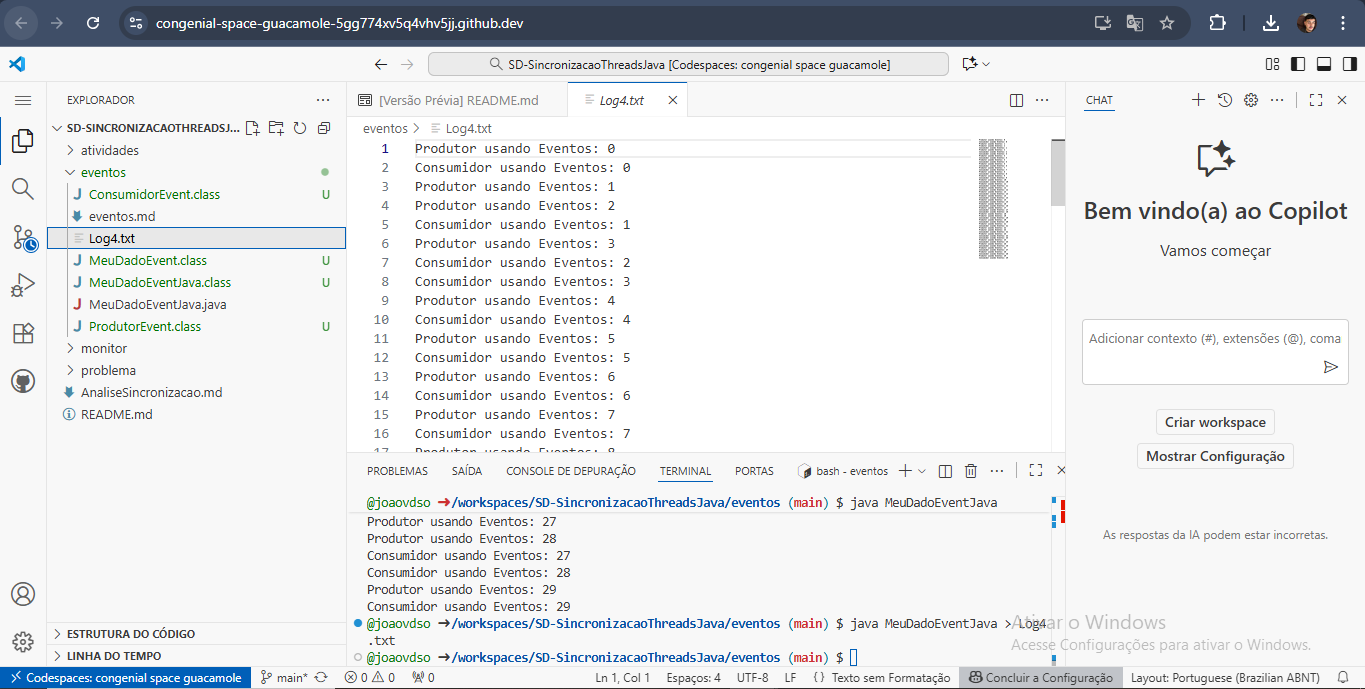 congenial-space-guacamole-5gg774xv5q4vhv5jj.github.dev
SD-SincronizacaoThreadsJava [Codespaces: congenial space guacamole]
EXPLORADOR
SD-SINCRONIZACAOTHREADSJ...
atividades
eventos
ConsumidorEvent.class U
eventos.md
Log4.txt
MeuDadoEvent.class U
MeuDadoEventJava.class U
MeuDadoEventJava.java
ProdutorEvent.class U
monitor
problema
AnaliseSincronizacao.md
README.md
ESTRUTURA DO CÓDIGO
LINHA DO TEMPO
[Versão Prévia] README.md
Log4.txt
eventos > Log4.txt
1 Produtor usando Eventos: 0
2 Consumidor usando Eventos: 0
3 Produtor usando Eventos: 1
4 Produtor usando Eventos: 2
5 Consumidor usando Eventos: 1
6 Produtor usando Eventos: 3
7 Consumidor usando Eventos: 2
8 Consumidor usando Eventos: 3
9 Produtor usando Eventos: 4
10 Consumidor usando Eventos: 4
11 Produtor usando Eventos: 5
12 Consumidor usando Eventos: 5
13 Produtor usando Eventos: 6
14 Consumidor usando Eventos: 6
15 Produtor usando Eventos: 7
16 Consumidor usando Eventos: 7
17 Produtor usando Eventos: 8
PROBLEMAS SAÍDA CONSOLE DE DEPURAÇÃO TERMINAL PORTAS bash - eventos
@joaovdso ➜/workspaces/SD-SincronizacaoThreadsJava/eventos (main) $ java MeuDadoEventJava
Produtor usando Eventos: 27
Produtor usando Eventos: 28
Consumidor usando Eventos: 27
Consumidor usando Eventos: 28
Produtor usando Eventos: 29
Consumidor usando Eventos: 29
@joaovdso ➜/workspaces/SD-SincronizacaoThreadsJava/eventos (main) $ java MeuDadoEventJava > Log4
.txt
@joaovdso ➜/workspaces/SD-SincronizacaoThreadsJava/eventos (main) $
CHAT
Bem vindo(a) ao Copilot
Vamos começar
Adicionar contexto (#), extensões (@), coma
Criar workspace
Mostrar Configuração
As respostas da IA podem estar incorretas.
Ativar o Windows
Acesse Configurações para ativar o Windows.
Codespaces: congenial space guacamole main* 0 0 0 Ln 1, Col 1 Espaços: 4 UTF-8 LF {} Texto sem Formatação Concluir a Configuração Layout: Portuguese (Brazilian ABNT)